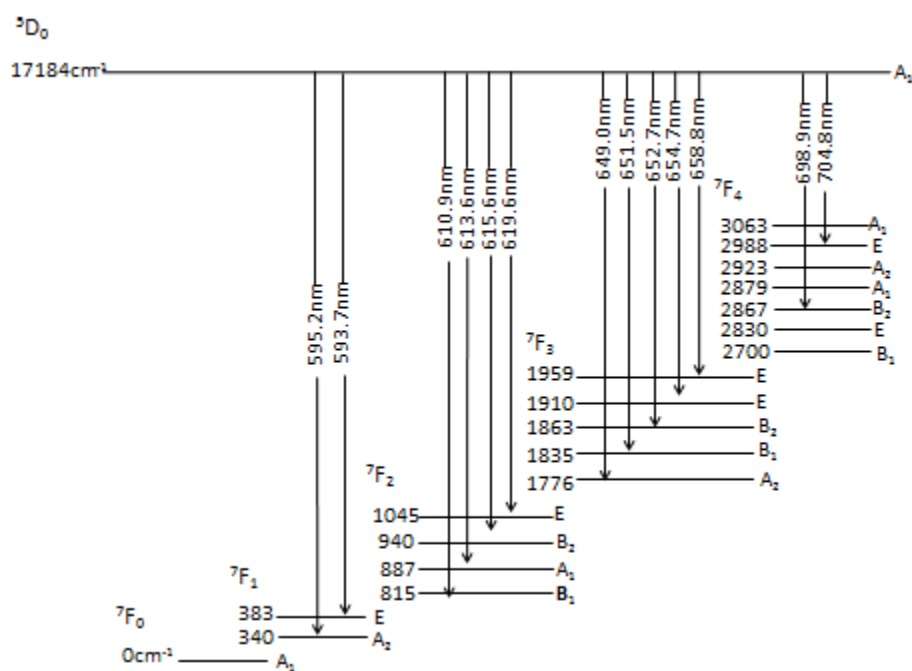 ⁵D₀
17184cm⁻¹ A₁
595.2nm
593.7nm
610.9nm
613.6nm
615.6nm
619.6nm
649.0nm
651.5nm
652.7nm
654.7nm
658.8nm
698.9nm
704.8nm
⁷F₄
3063 A₁
2988 E
2923 A₂
2879 A₁
2867 B₂
2830 E
2700 B₁
⁷F₃
1959 E
1910 E
1863 B₂
1835 B₁
1776 A₂
⁷F₂
1045 E
940 B₂
887 A₁
815 B₁
⁷F₁
383 E
340 A₂
⁷F₀
0cm⁻¹ A₁